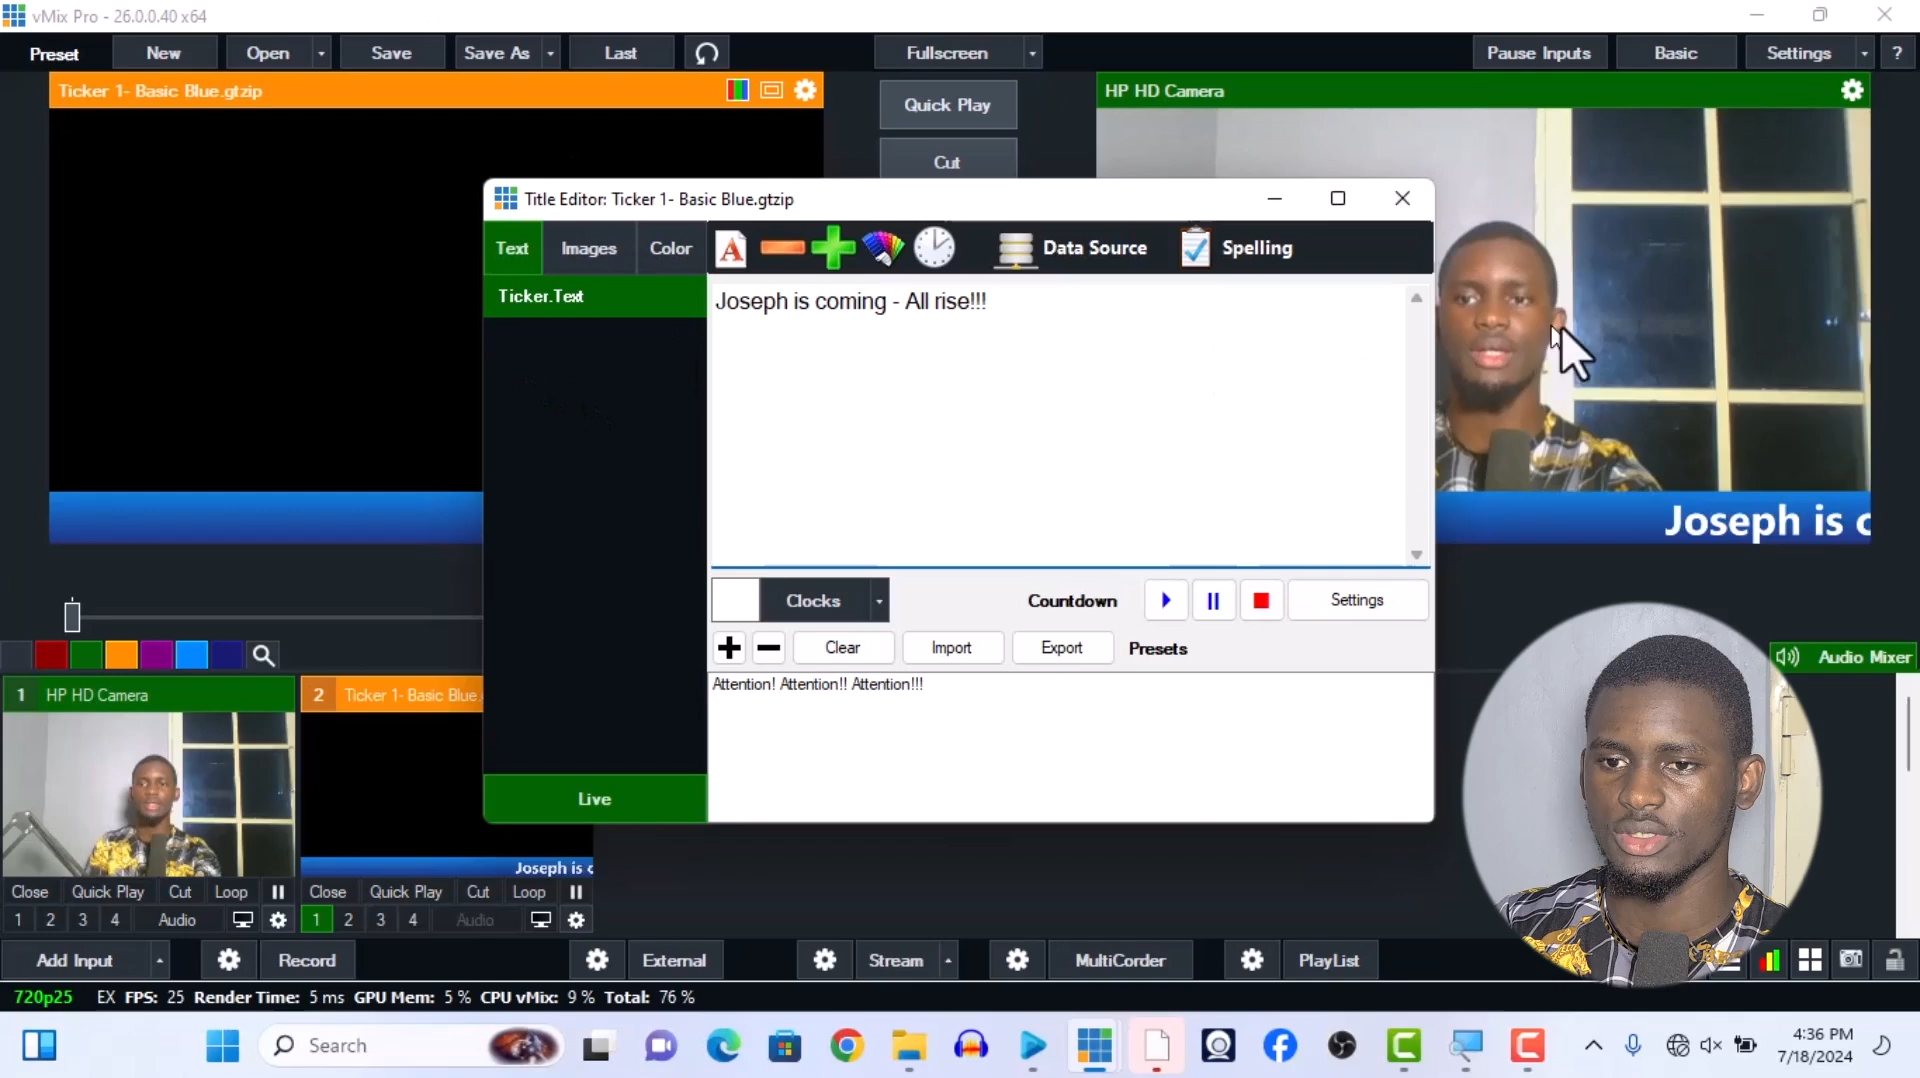 vMix Pro - 26.0.0.40 x64
Preset
New
Open
Save
Save As
Last
Fullscreen
Pause Inputs
Basic
Settings
?
Ticker 1- Basic Blue.gtzip
Quick Play
Cut
HP HD Camera
Title Editor: Ticker 1- Basic Blue.gtzip
Text
Images
Color
Data Source
Spelling
Ticker.Text
Joseph is coming - All rise!!!
Joseph is c
Clocks
Countdown
Settings
Clear
Import
Export
Presets
Attention! Attention!! Attention!!!
Live
Audio Mixer
1 HP HD Camera
2 Ticker 1- Basic Blue.
Joseph is c
Close Quick Play Cut Loop
Close Quick Play Cut Loop
1 2 3 4 Audio
1 2 3 4 Audio
Add Input
Record
External
Stream
MultiCorder
PlayList
720p25 EX FPS: 25 Render Time: 5 ms GPU Mem: 5 % CPU vMix: 9 % Total: 76 %
Search
4:36 PM
7/18/2024